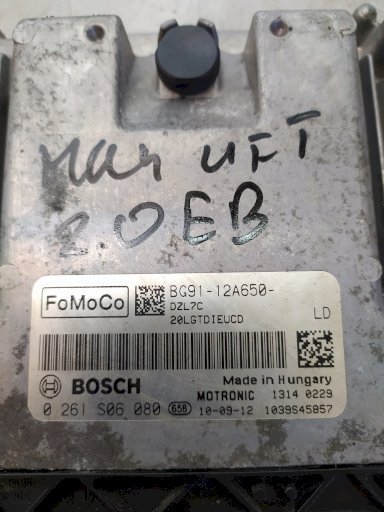 2.0EB
FoMoCo
BG91-12A650-
DZL7C
20LGTDIEUCD
LD
BOSCH
Made in Hungary
MOTRONIC 1314 0229
0 261 S06 080 65B 10-09-12 1039S45857